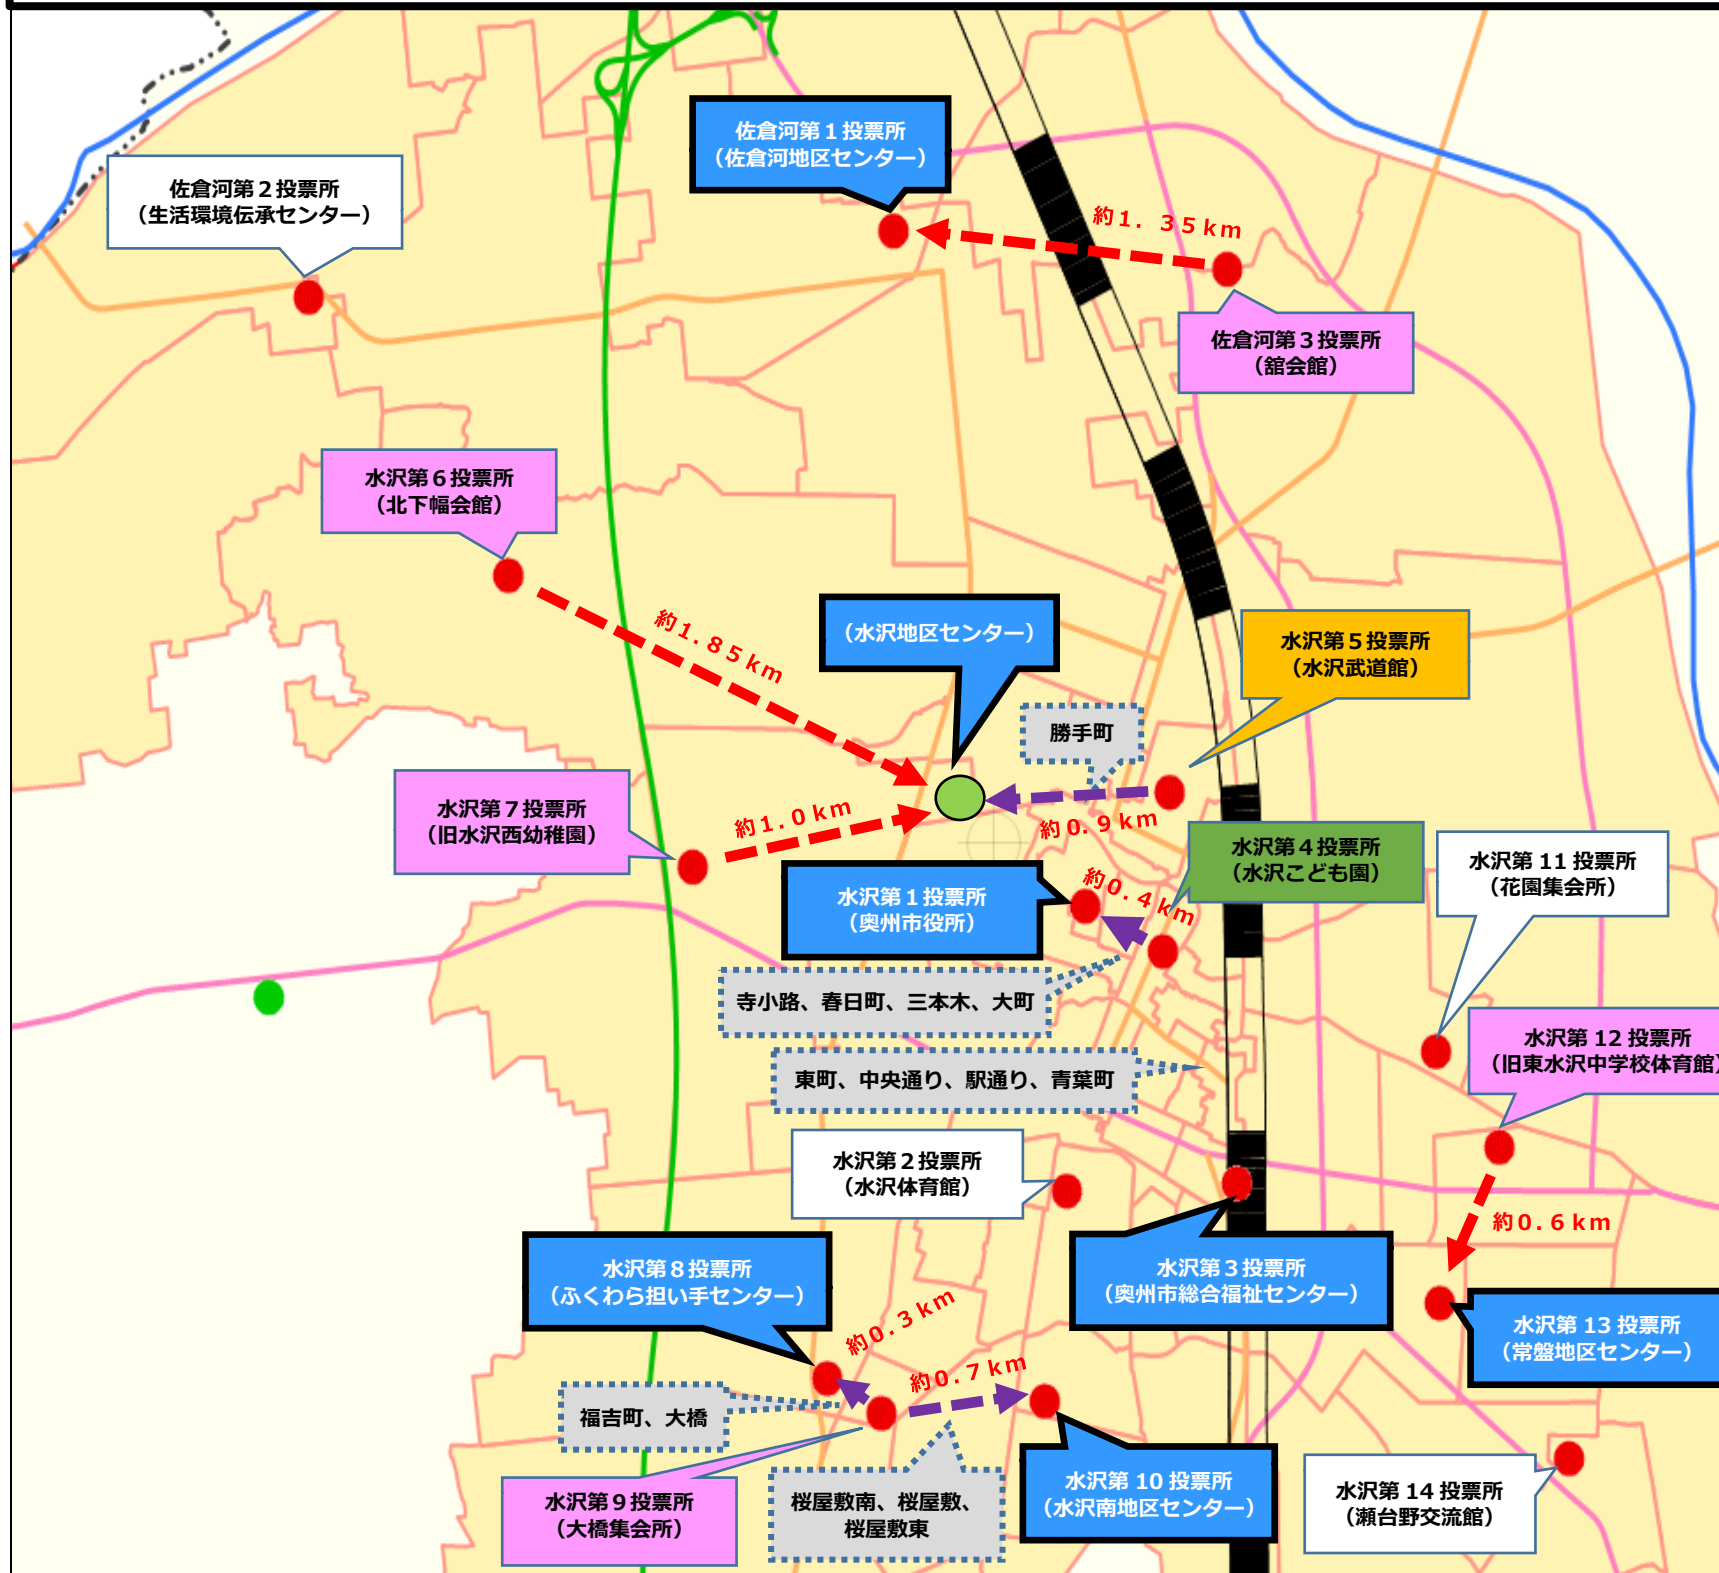 佐倉河第１投票所
（佐倉河地区センター）
佐倉河第２投票所
（生活環境伝承センター）
約１．３５ｋｍ
佐倉河第３投票所
（舘会館）
水沢第６投票所
（北下幅会館）
約１．８５ｋｍ
（水沢地区センター）
水沢第５投票所
（水沢武道館）
勝手町
水沢第７投票所
（旧水沢西幼稚園）
約１．０ｋｍ
約０．９ｋｍ
水沢第４投票所
（水沢こども園）
水沢第 11 投票所
（花園集会所）
水沢第１投票所
（奥州市役所）
約０．４ｋｍ
寺小路、春日町、三本木、大町
水沢第 12 投票所
（旧東水沢中学校体育館）
東町、中央通り、駅通り、青葉町
水沢第２投票所
（水沢体育館）
約０．６ｋｍ
水沢第８投票所
（ふくわら担い手センター）
水沢第３投票所
（奥州市総合福祉センター）
約０．３ｋｍ
水沢第 13 投票所
（常盤地区センター）
約０．７ｋｍ
福吉町、大橋
水沢第９投票所
（大橋集会所）
桜屋敷南、桜屋敷、
桜屋敷東
水沢第 10 投票所
（水沢南地区センター）
水沢第 14 投票所
（瀬台野交流館）